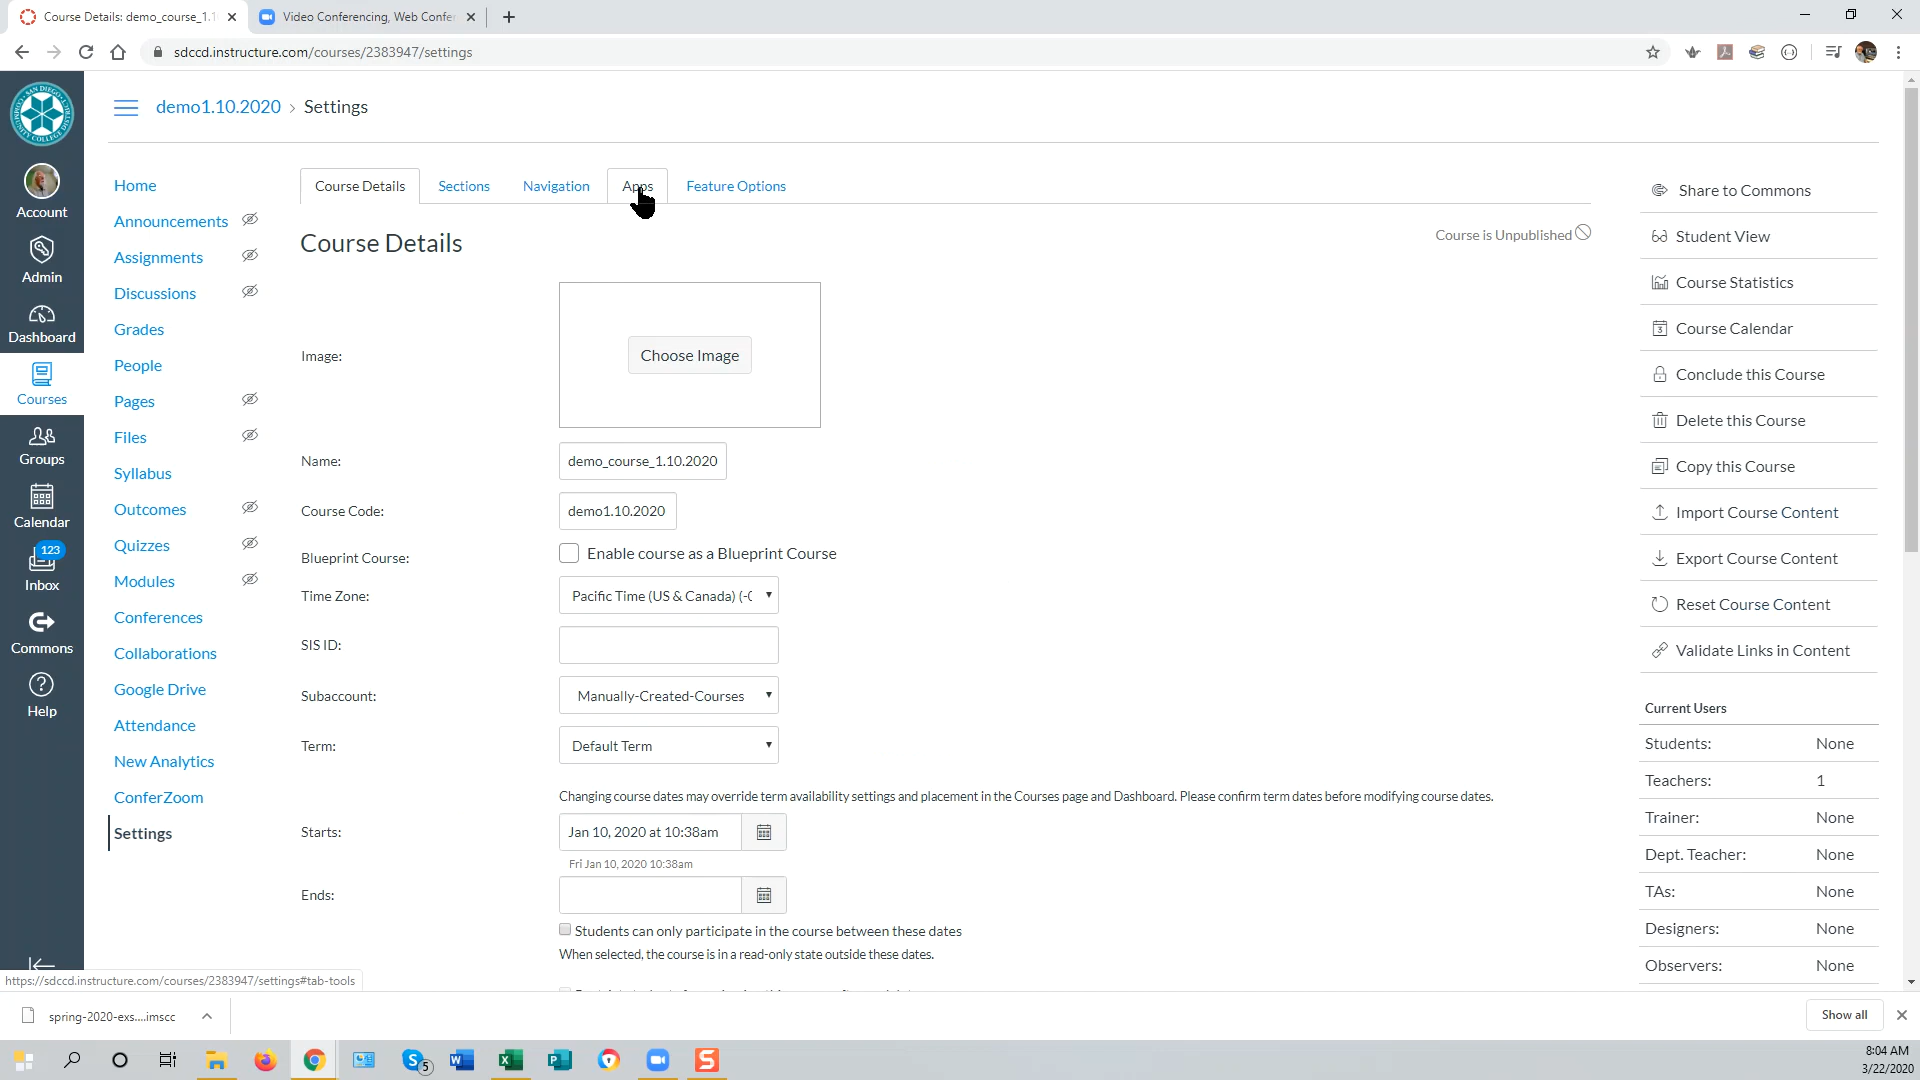 Course Details: demo_course_1.1
Video Conferencing, Web Confe
sdccd.instructure.com/courses/2383947/settings
SAN DIEGO
COMMUNITY COLLEGE DISTRICT
Account
Admin
Dashboard
Courses
Groups
Calendar
123
Inbox
Commons
Help
demo1.10.2020 › Settings
Home
Announcements
Assignments
Discussions
Grades
People
Pages
Files
Syllabus
Outcomes
Quizzes
Modules
Conferences
Collaborations
Google Drive
Attendance
New Analytics
ConferZoom
Settings
Course Details Sections Navigation Apps Feature Options
Course Details
Course is Unpublished
Image:
Choose Image
Name:
demo_course_1.10.2020
Course Code:
demo1.10.2020
Blueprint Course:
Enable course as a Blueprint Course
Time Zone:
Pacific Time (US & Canada) (-0
SIS ID:
Subaccount:
Manually-Created-Courses
Term:
Default Term
Changing course dates may override term availability settings and placement in the Courses page and Dashboard. Please confirm term dates before modifying course dates.
Starts:
Jan 10, 2020 at 10:38am
Fri Jan 10, 2020 10:38am
Ends:
Students can only participate in the course between these dates
When selected, the course is in a read-only state outside these dates.
Share to Commons
Student View
Course Statistics
Course Calendar
Conclude this Course
Delete this Course
Copy this Course
Import Course Content
Export Course Content
Reset Course Content
Validate Links in Content
Current Users
Students: None
Teachers: 1
Trainer: None
Dept. Teacher: None
TAs: None
Designers: None
Observers: None
https://sdccd.instructure.com/courses/2383947/settings#tab-tools
spring-2020-exs....imscc
Show all
5
8:04 AM
3/22/2020